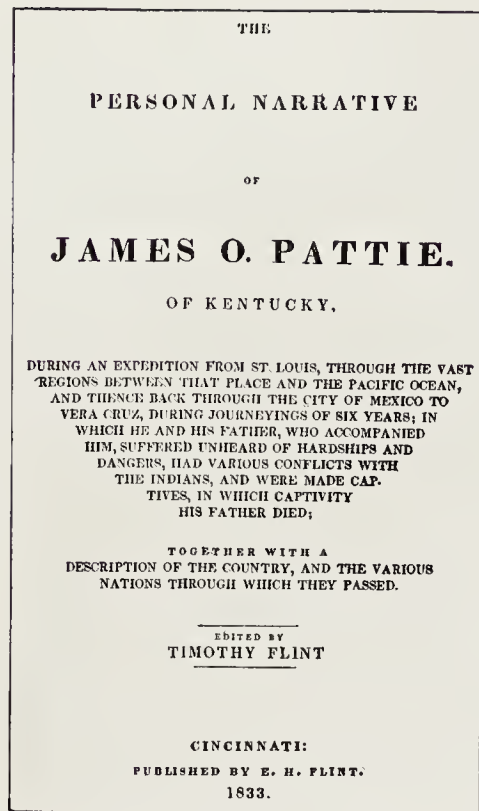 THE
PERSONAL NARRATIVE
OF
JAMES O. PATTIE.
OF KENTUCKY,
DURING AN EXPEDITION FROM ST. LOUIS, THROUGH THE VAST
REGIONS BETWEEN THAT PLACE AND THE PACIFIC OCEAN,
AND THENCE BACK THROUGH THE CITY OF MEXICO TO
VERA CRUZ, DURING JOURNEYINGS OF SIX YEARS; IN
WHICH HE AND HIS FATHER, WHO ACCOMPANIED
HIM, SUFFERED UNHEARD OF HARDSHIPS AND
DANGERS, HAD VARIOUS CONFLICTS WITH
THE INDIANS, AND WERE MADE CAP-
TIVES, IN WHICH CAPTIVITY
HIS FATHER DIED;
TOGETHER WITH A
DESCRIPTION OF THE COUNTRY, AND THE VARIOUS
NATIONS THROUGH WHICH THEY PASSED.
EDITED BY
TIMOTHY FLINT
CINCINNATI:
PUBLISHED BY E. H. FLINT.
1833.